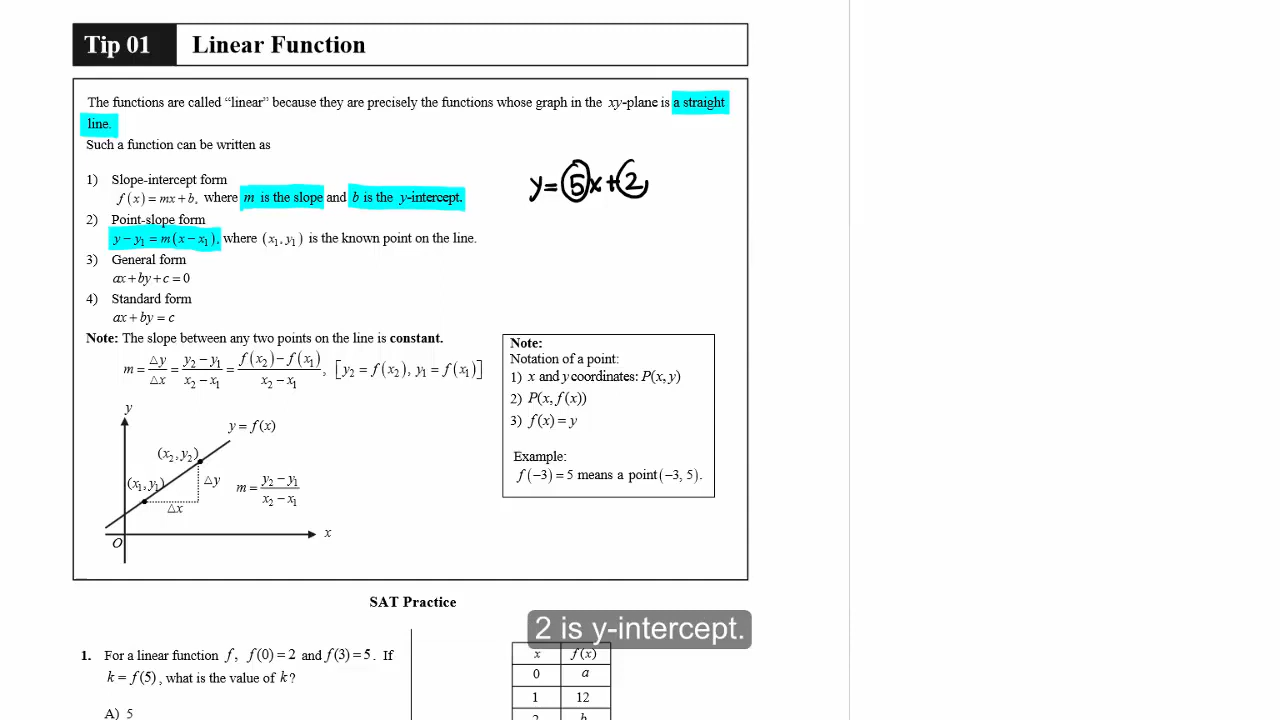 Tip 01 Linear Function
The functions are called “linear” because they are precisely the functions whose graph in the xy-plane is a straight
line.
Such a function can be written as
1) Slope-intercept form
f(x) = mx + b, where m is the slope and b is the y-intercept.
y = 5x + 2
2) Point-slope form
y − y₁ = m(x − x₁), where (x₁, y₁) is the known point on the line.
3) General form
ax + by + c = 0
4) Standard form
ax + by = c
Note: The slope between any two points on the line is constant.
m = △y/△x = (y₂ − y₁)/(x₂ − x₁) = (f(x₂) − f(x₁))/(x₂ − x₁), [y₂ = f(x₂), y₁ = f(x₁)]
y
y = f(x)
(x₂, y₂)
(x₁, y₁)
△y
m = (y₂ − y₁)/(x₂ − x₁)
△x
x
O
Note:
Notation of a point:
1) x and y coordinates: P(x, y)
2) P(x, f(x))
3) f(x) = y
Example:
f(−3) = 5 means a point (−3, 5).
SAT Practice
2 is y-intercept.
1. For a linear function f, f(0) = 2 and f(3) = 5. If
k = f(5), what is the value of k?
A) 5
x f(x)
0 a
1 12
2 b